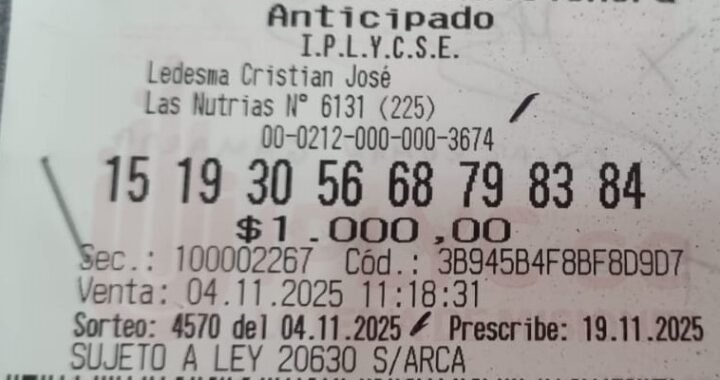 Anticipado
I.P.L.Y.C.S.E.
Ledesma Cristian José
Las Nutrias N° 6131 (225)
00-0212-000-000-3674
15 19 30 56 68 79 83 84
$1.000,00
Sec.: 100002267 Cód.: 3B945B4F8BF8D9D7
Venta: 04.11.2025 11:18:31
Sorteo: 4570 del 04.11.2025 Prescribe: 19.11.2025
SUJETO A LEY 20630 S/ARCA